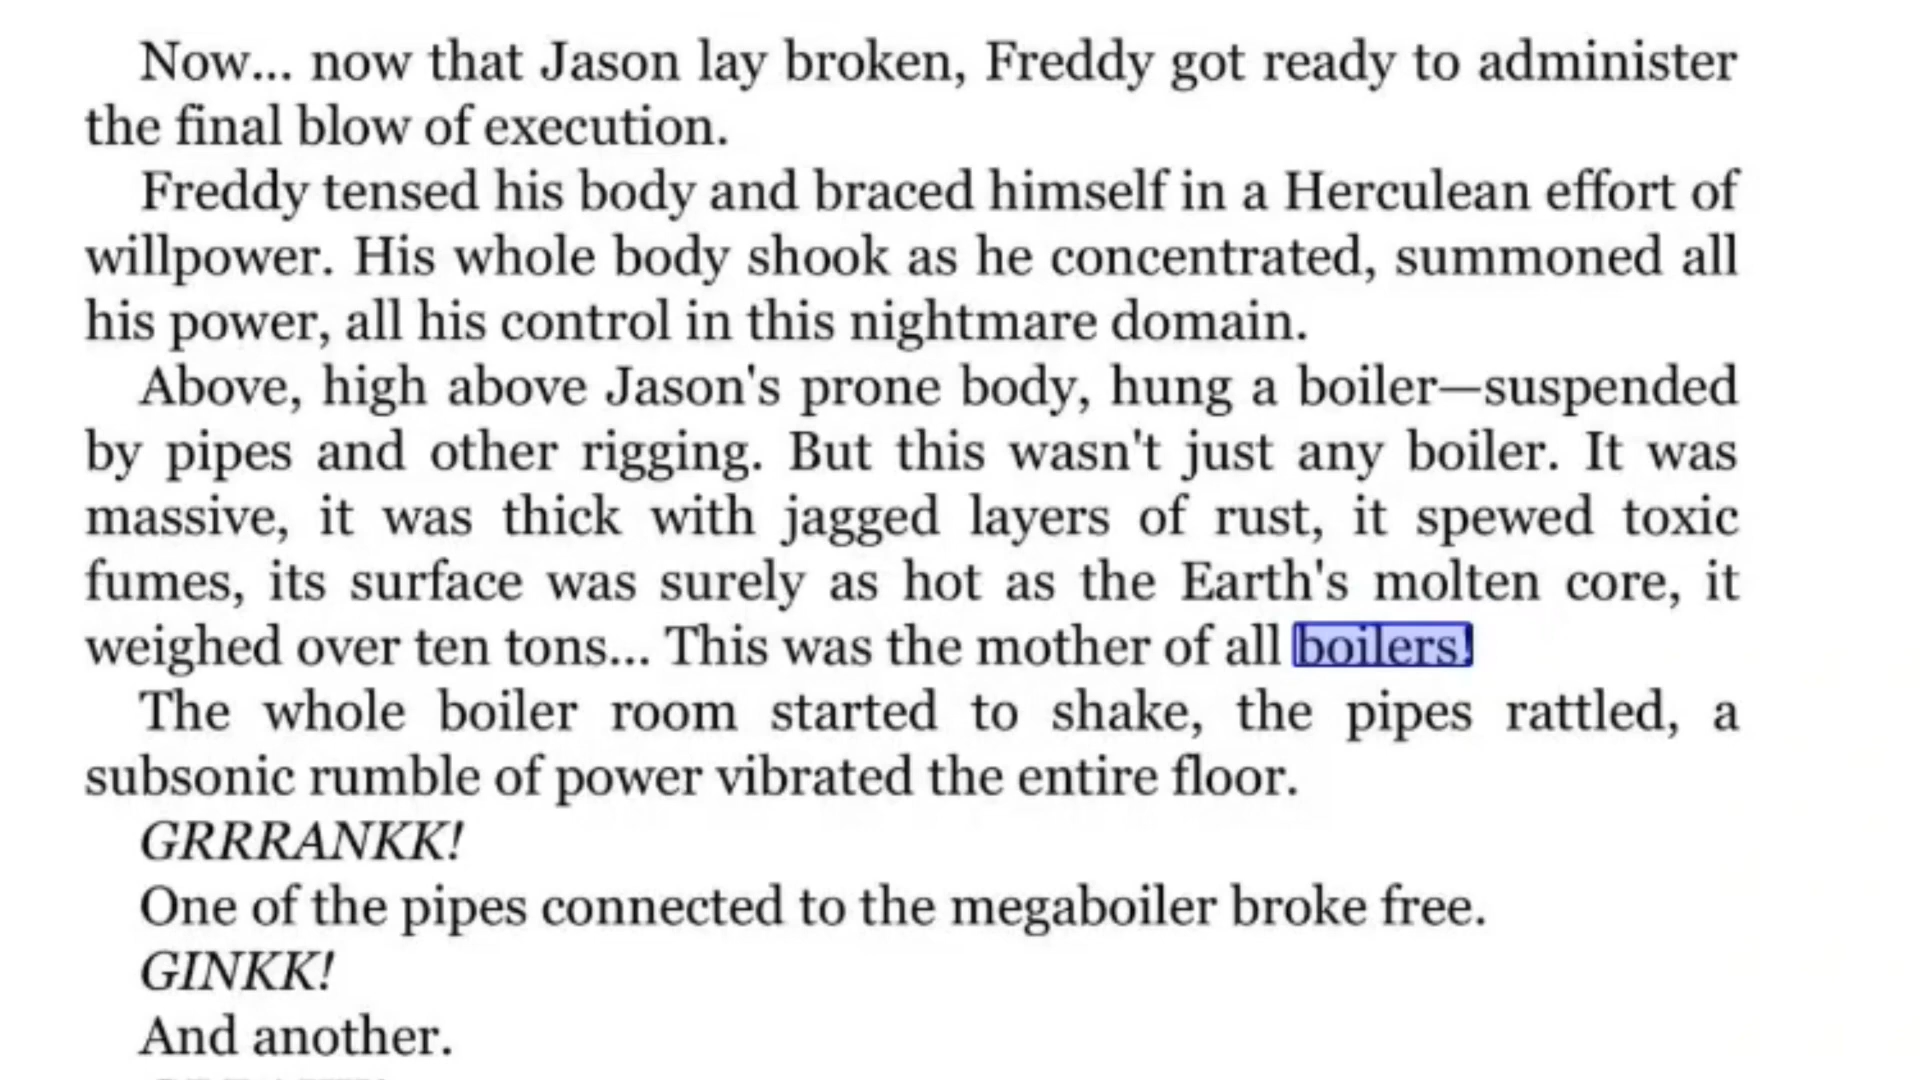 Now... now that Jason lay broken, Freddy got ready to administer
the final blow of execution.
Freddy tensed his body and braced himself in a Herculean effort of
willpower. His whole body shook as he concentrated, summoned all
his power, all his control in this nightmare domain.
Above, high above Jason's prone body, hung a boiler—suspended
by pipes and other rigging. But this wasn't just any boiler. It was
massive, it was thick with jagged layers of rust, it spewed toxic
fumes, its surface was surely as hot as the Earth's molten core, it
weighed over ten tons... This was the mother of all boilers!
The whole boiler room started to shake, the pipes rattled, a
subsonic rumble of power vibrated the entire floor.
GRRRANKK!
One of the pipes connected to the megaboiler broke free.
GINKK!
And another.